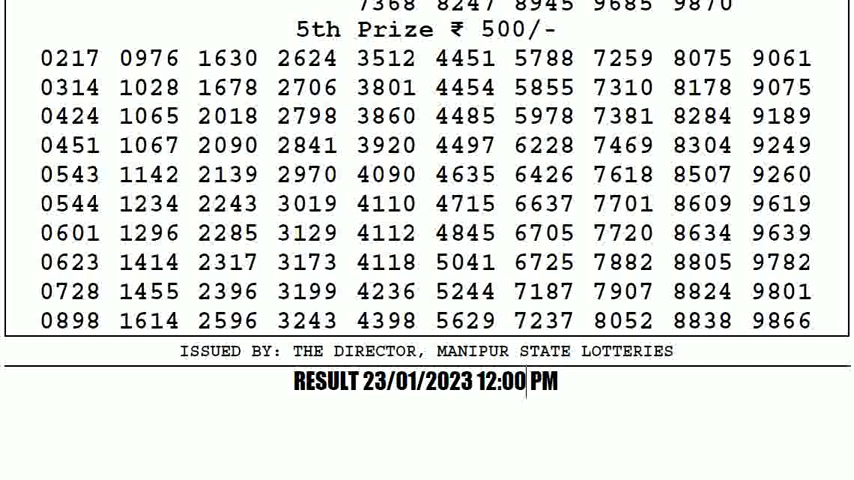 7368 8247 8945 9685 9870
5th Prize ₹ 500/-
0217 0976 1630 2624 3512 4451 5788 7259 8075 9061
0314 1028 1678 2706 3801 4454 5855 7310 8178 9075
0424 1065 2018 2798 3860 4485 5978 7381 8284 9189
0451 1067 2090 2841 3920 4497 6228 7469 8304 9249
0543 1142 2139 2970 4090 4635 6426 7618 8507 9260
0544 1234 2243 3019 4110 4715 6637 7701 8609 9619
0601 1296 2285 3129 4112 4845 6705 7720 8634 9639
0623 1414 2317 3173 4118 5041 6725 7882 8805 9782
0728 1455 2396 3199 4236 5244 7187 7907 8824 9801
0898 1614 2596 3243 4398 5629 7237 8052 8838 9866
ISSUED BY: THE DIRECTOR, MANIPUR STATE LOTTERIES
RESULT 23/01/2023 12:00 PM